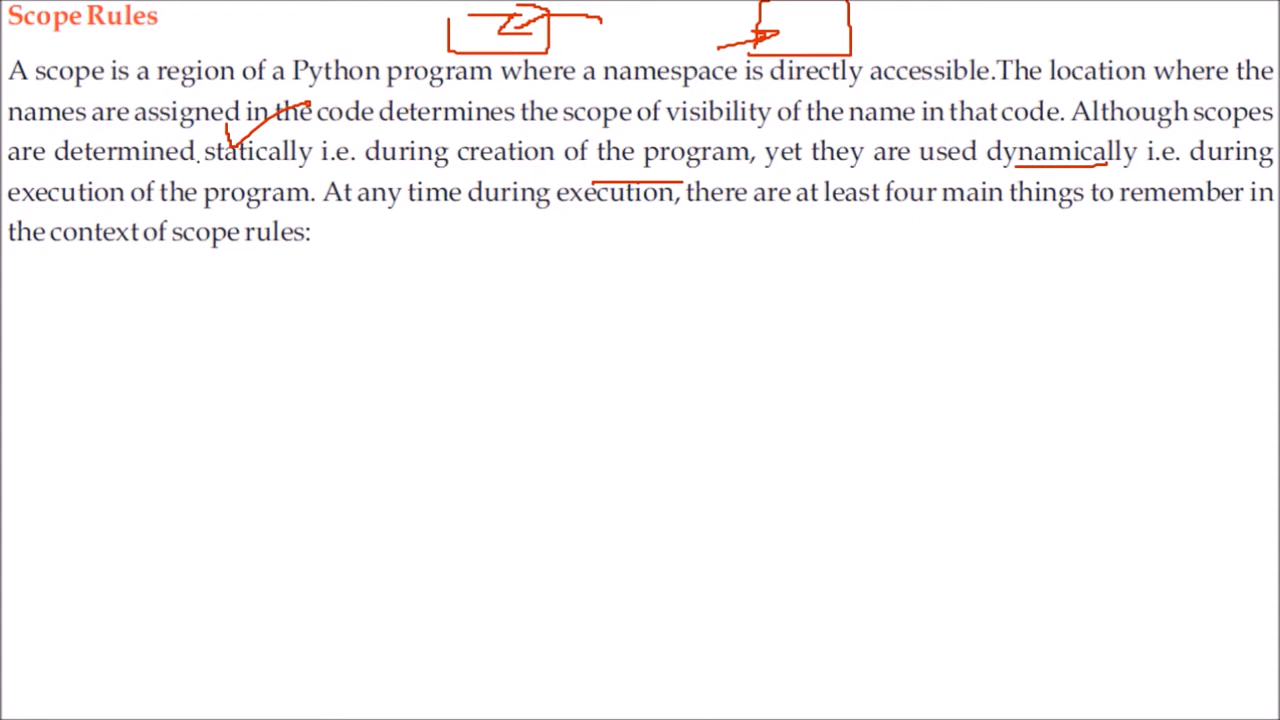 Scope Rules
A scope is a region of a Python program where a namespace is directly accessible.The location where the
names are assigned in the code determines the scope of visibility of the name in that code. Although scopes
are determined statically i.e. during creation of the program, yet they are used dynamically i.e. during
execution of the program. At any time during execution, there are at least four main things to remember in
the context of scope rules: